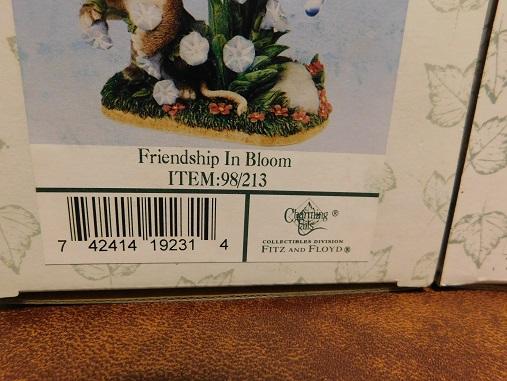 Friendship In Bloom
ITEM:98/213
7 42414 19231 4
Charming Tails ®
COLLECTIBLES DIVISION
FITZ AND FLOYD®